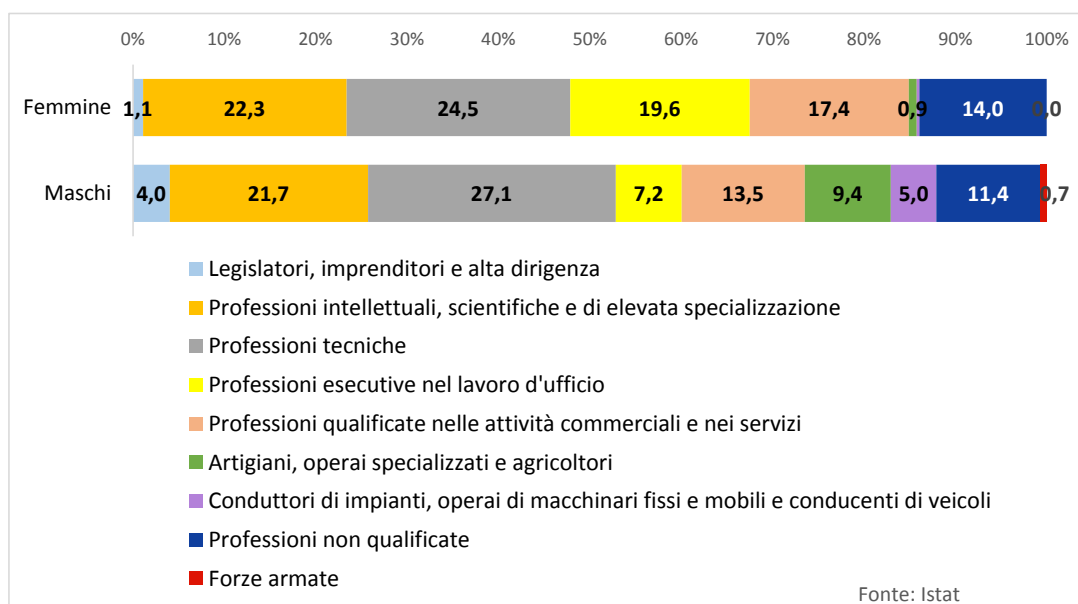 0% 10% 20% 30% 40% 50% 60% 70% 80% 90% 100%
Femmine 1,1 22,3 24,5 19,6 17,4 0,9 14,0 0,0
Maschi 4,0 21,7 27,1 7,2 13,5 9,4 5,0 11,4 0,7
Legislatori, imprenditori e alta dirigenza
Professioni intellettuali, scientifiche e di elevata specializzazione
Professioni tecniche
Professioni esecutive nel lavoro d'ufficio
Professioni qualificate nelle attività commerciali e nei servizi
Artigiani, operai specializzati e agricoltori
Conduttori di impianti, operai di macchinari fissi e mobili e conducenti di veicoli
Professioni non qualificate
Forze armate
Fonte: Istat